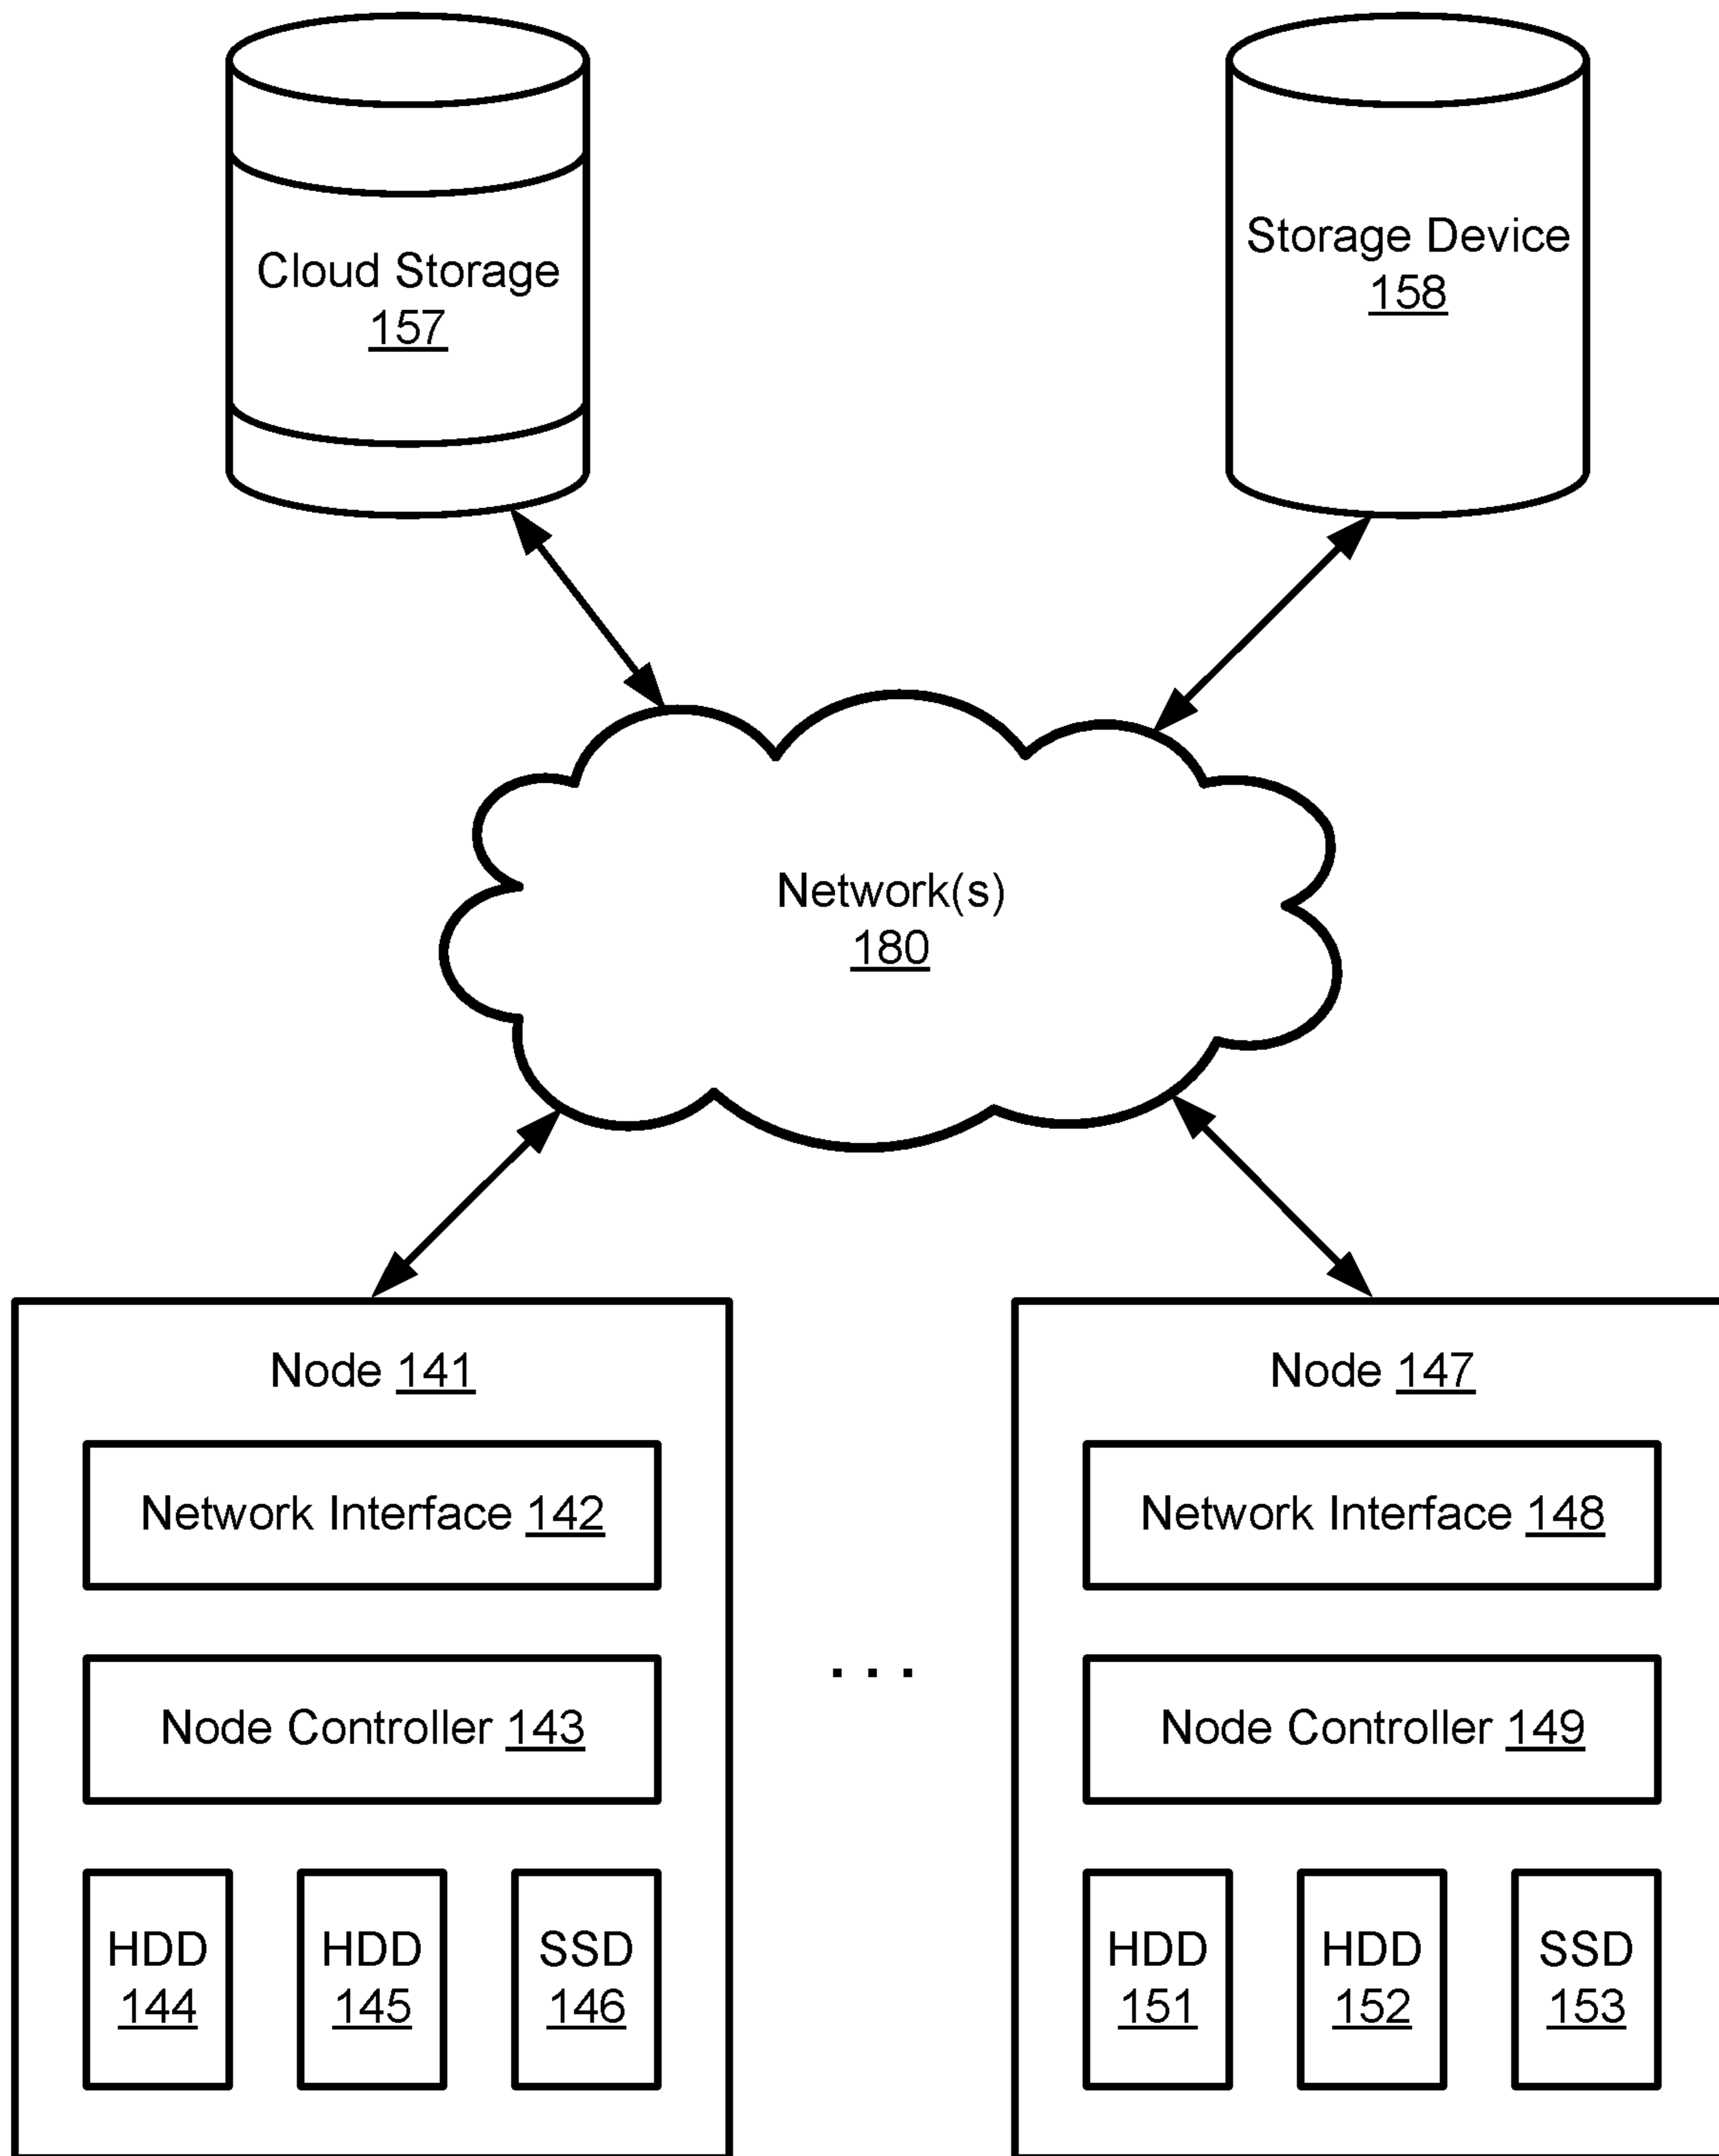 Cloud Storage
157
Storage Device
158
Network(s)
180
Node 141
Network Interface 142
Node Controller 143
HDD
144
HDD
145
SSD
146
. . .
Node 147
Network Interface 148
Node Controller 149
HDD
151
HDD
152
SSD
153